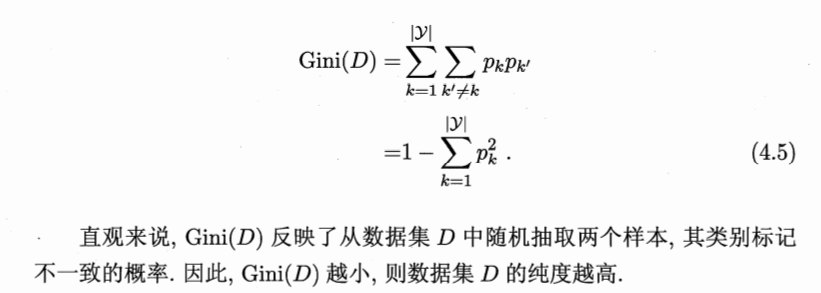 Gini(D) = \sum_{k=1}^{|\mathcal{Y}|} \sum_{k' \neq k} p_k p_{k'}
=1 - \sum_{k=1}^{|\mathcal{Y}|} p_k^2 . (4.5)
直观来说, Gini(D) 反映了从数据集 D 中随机抽取两个样本, 其类别标记
不一致的概率. 因此, Gini(D) 越小, 则数据集 D 的纯度越高.